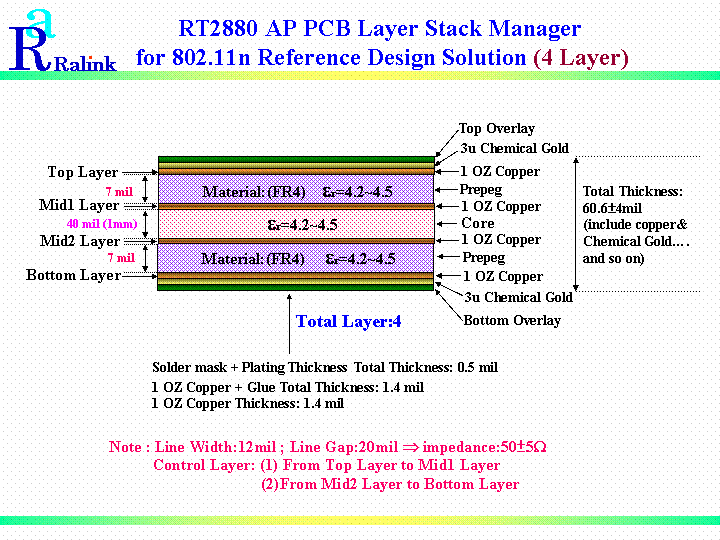 RT2880 AP PCB Layer Stack Manager
for 802.11n Reference Design Solution (4 Layer)
a
R Ralink
Top Overlay
3u Chemical Gold
Top Layer
1 OZ Copper
7 mil
Material:(FR4) εr=4.2~4.5
Prepeg
Total Thickness:
Mid1 Layer
1 OZ Copper
60.6±4mil
40 mil (1mm)
εr=4.2~4.5
Core
(include copper&
Mid2 Layer
1 OZ Copper
Chemical Gold….
7 mil
Material:(FR4) εr=4.2~4.5
Prepeg
and so on)
Bottom Layer
1 OZ Copper
3u Chemical Gold
Total Layer:4
Bottom Overlay
Solder mask + Plating Thickness Total Thickness: 0.5 mil
1 OZ Copper + Glue Total Thickness: 1.4 mil
1 OZ Copper Thickness: 1.4 mil
Note : Line Width:12mil ; Line Gap:20mil ⇒ impedance:50±5Ω
Control Layer: (1) From Top Layer to Mid1 Layer
(2)From Mid2 Layer to Bottom Layer